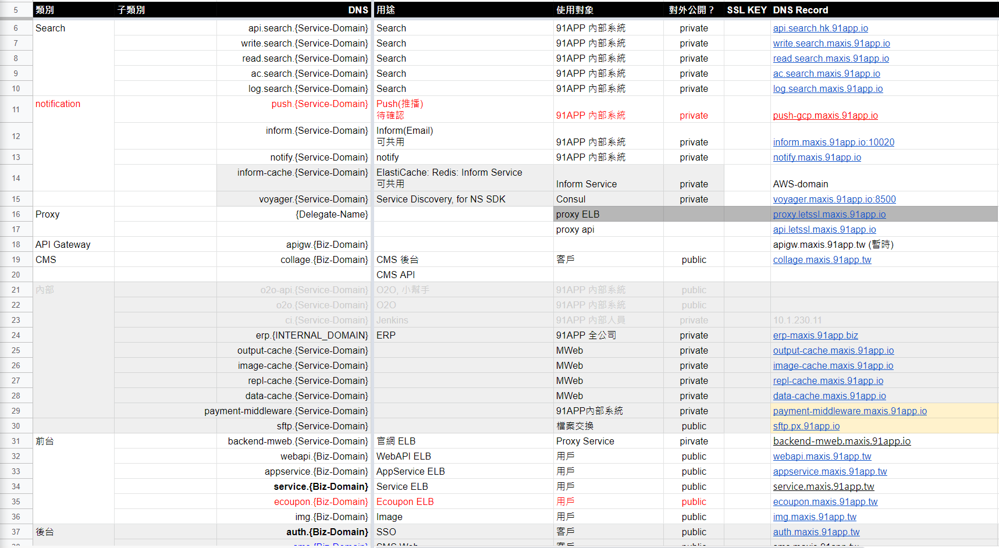 5 類別 子類別 DNS 用途 使用對象 對外公開？ SSL KEY DNS Record
6 Search api.search.{Service-Domain} Search 91APP 內部系統 private api.search.hk.91app.io
7 write.search.{Service-Domain} Search 91APP 內部系統 private write.search.maxis.91app.io
8 read.search.{Service-Domain} Search 91APP 內部系統 private read.search.maxis.91app.io
9 ac.search.{Service-Domain} Search 91APP 內部系統 private ac.search.maxis.91app.io
10 log.search.{Service-Domain} Search 91APP 內部系統 private log.search.maxis.91app.io
notification push.{Service-Domain} Push(推播)
11 待確認 91APP 內部系統 private push-gcp.maxis.91app.io
inform.{Service-Domain} Inform(Email)
12 可共用 91APP 內部系統 private inform.maxis.91app.io:10020
13 notify.{Service-Domain} notify 91APP 內部系統 private notify.maxis.91app.io
inform-cache.{Service-Domain} ElastiCache: Redis: Inform Service
14 可共用 Inform Service private AWS-domain
15 voyager.{Service-Domain} Service Discovery, for NS SDK Consul private voyager.maxis.91app.io:8500
16 Proxy {Delegate-Name} proxy ELB proxy.letssl.maxis.91app.io
17 proxy api api.letssl.maxis.91app.io
18 API Gateway apigw.{Biz-Domain} apigw.maxis.91app.tw (暫時)
19 CMS collage.{Biz-Domain} CMS 後台 客戶 public collage.maxis.91app.tw
20 CMS API
21 內部 o2o-api.{Service-Domain} O2O, 小幫手 91APP 內部系統 public
22 o2o.{Service-Domain} O2O 91APP 內部系統 public
23 ci.{Service-Domain} Jenkins 91APP 內部人員 private 10.1.230.11
24 erp.{INTERNAL_DOMAIN} ERP 91APP 全公司 private erp-maxis.91app.biz
25 output-cache.{Service-Domain} MWeb private output-cache.maxis.91app.io
26 image-cache.{Service-Domain} MWeb private image-cache.maxis.91app.io
27 repl-cache.{Service-Domain} MWeb private repl-cache.maxis.91app.io
28 data-cache.{Service-Domain} MWeb private data-cache.maxis.91app.io
29 payment-middleware.{Service-Domain} 91APP內部系統 private payment-middleware.maxis.91app.io
30 sftp.{Service-Domain} 檔案交換 public sftp.px.91app.io
31 前台 backend-mweb.{Service-Domain} 官網 ELB Proxy Service pirvate backend-mweb.maxis.91app.io
32 webapi.{Biz-Domain} WebAPI ELB 用戶 public webapi.maxis.91app.tw
33 appservice.{Biz-Domain} AppService ELB 用戶 public appservice.maxis.91app.tw
34 service.{Biz-Domain} Service ELB 用戶 public service.maxis.91app.tw
35 ecoupon.{Biz-Domain} Ecoupon ELB 用戶 public ecoupon.maxis.91app.tw
36 img.{Biz-Domain} Image 用戶 public img.maxis.91app.tw
37 後台 auth.{Biz-Domain} SSO 客戶 public auth.maxis.91app.tw